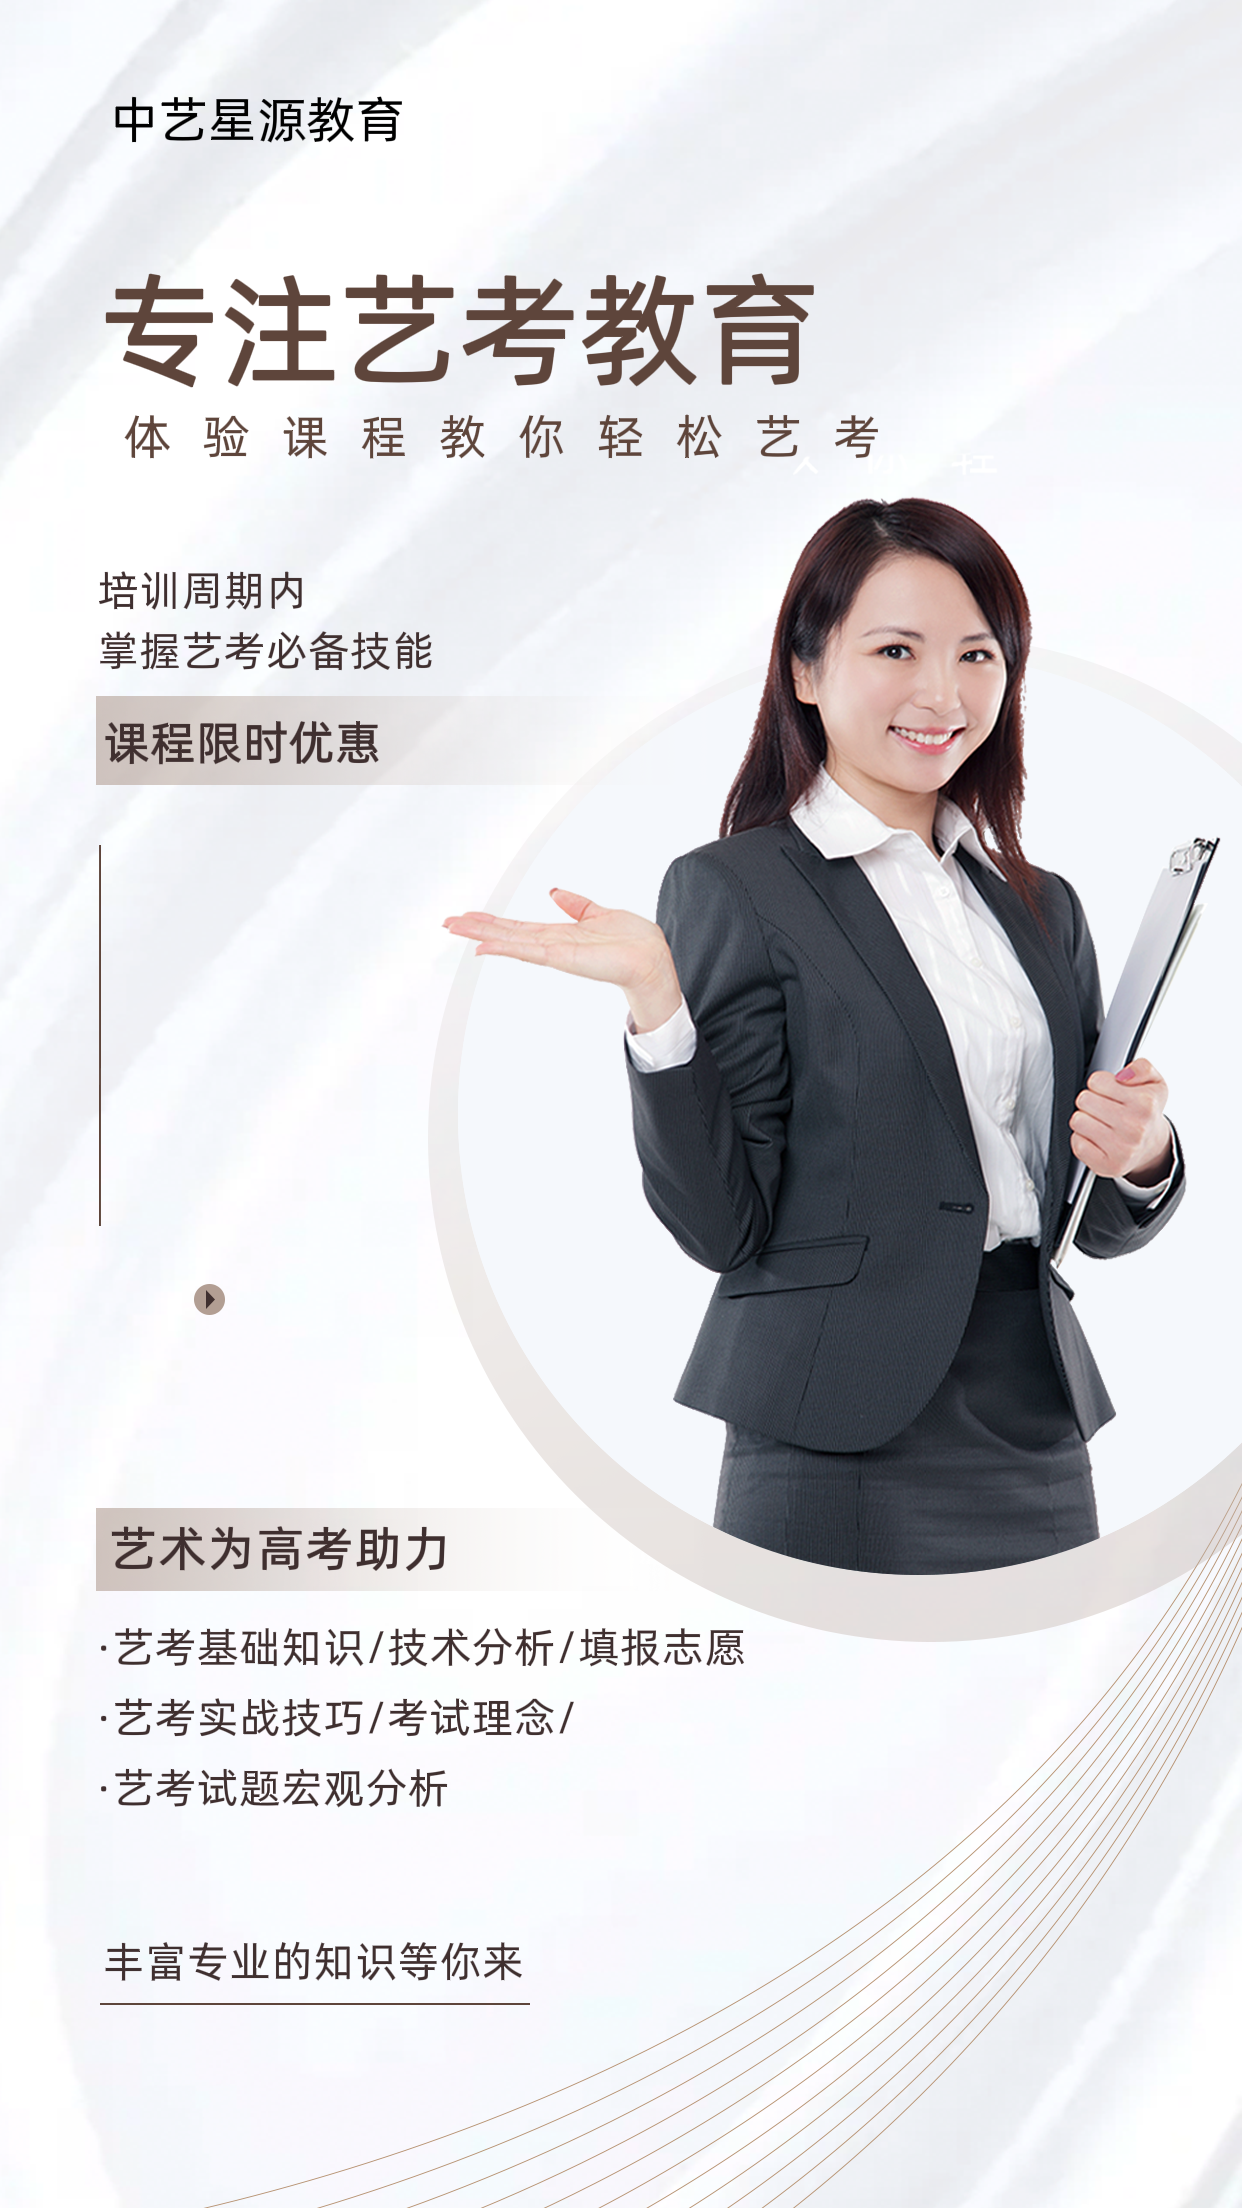 中艺星源教育
专注艺考教育
体验课程教你轻松艺考
培训周期内
掌握艺考必备技能
课程限时优惠
艺术为高考助力
·艺考基础知识/技术分析/填报志愿
·艺考实战技巧/考试理念/
·艺考试题宏观分析
丰富专业的知识等你来